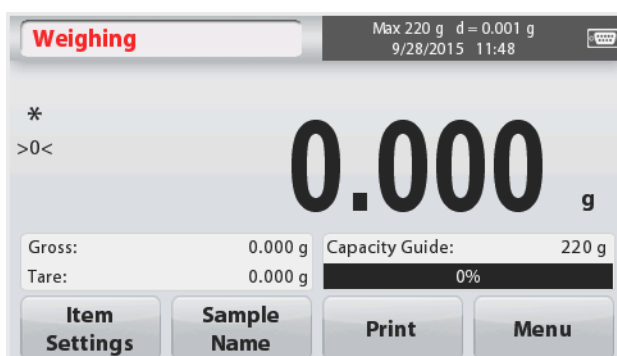 Weighing
Max 220 g d = 0.001 g
9/28/2015 11:48
*
>0<
0.000 g
Gross: 0.000 g
Tare: 0.000 g
Capacity Guide: 220 g
0%
Item
Settings
Sample
Name
Print
Menu